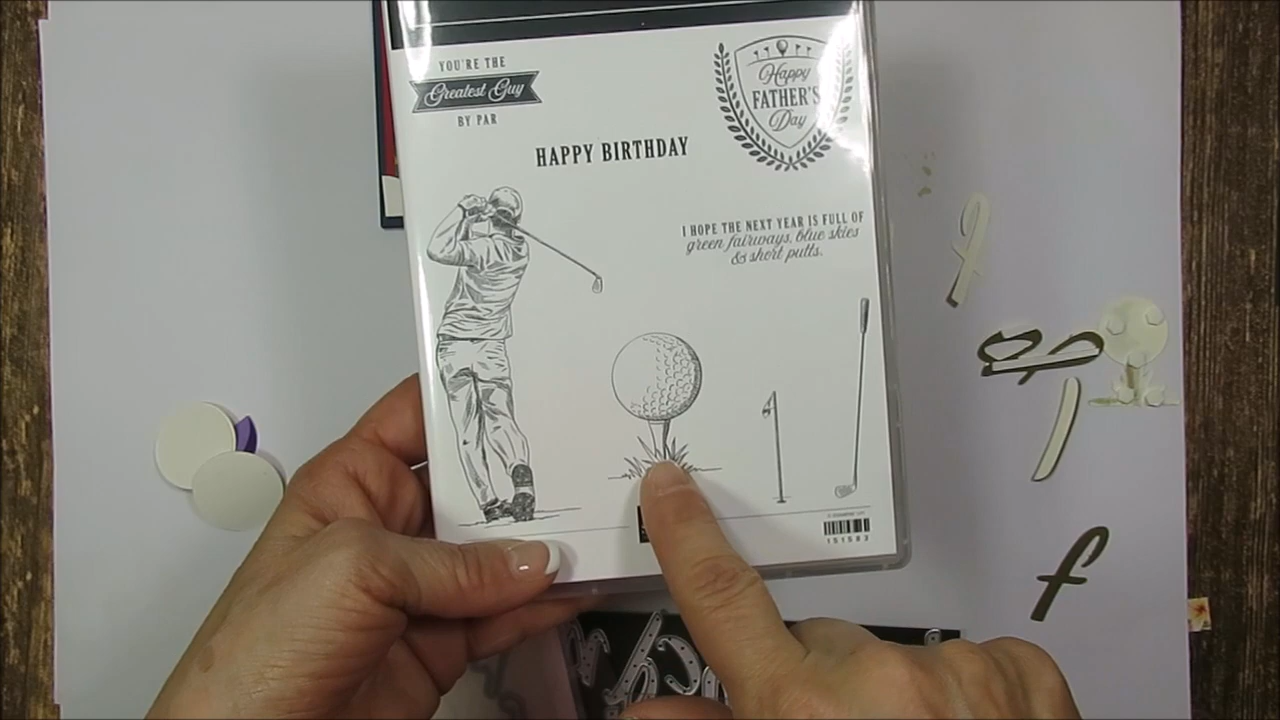 YOU'RE THE
Greatest Guy
BY PAR
Happy
FATHER'S
Day
HAPPY BIRTHDAY
I HOPE THE NEXT YEAR IS FULL OF
green fairways, blue skies
& short putts.
151583
f